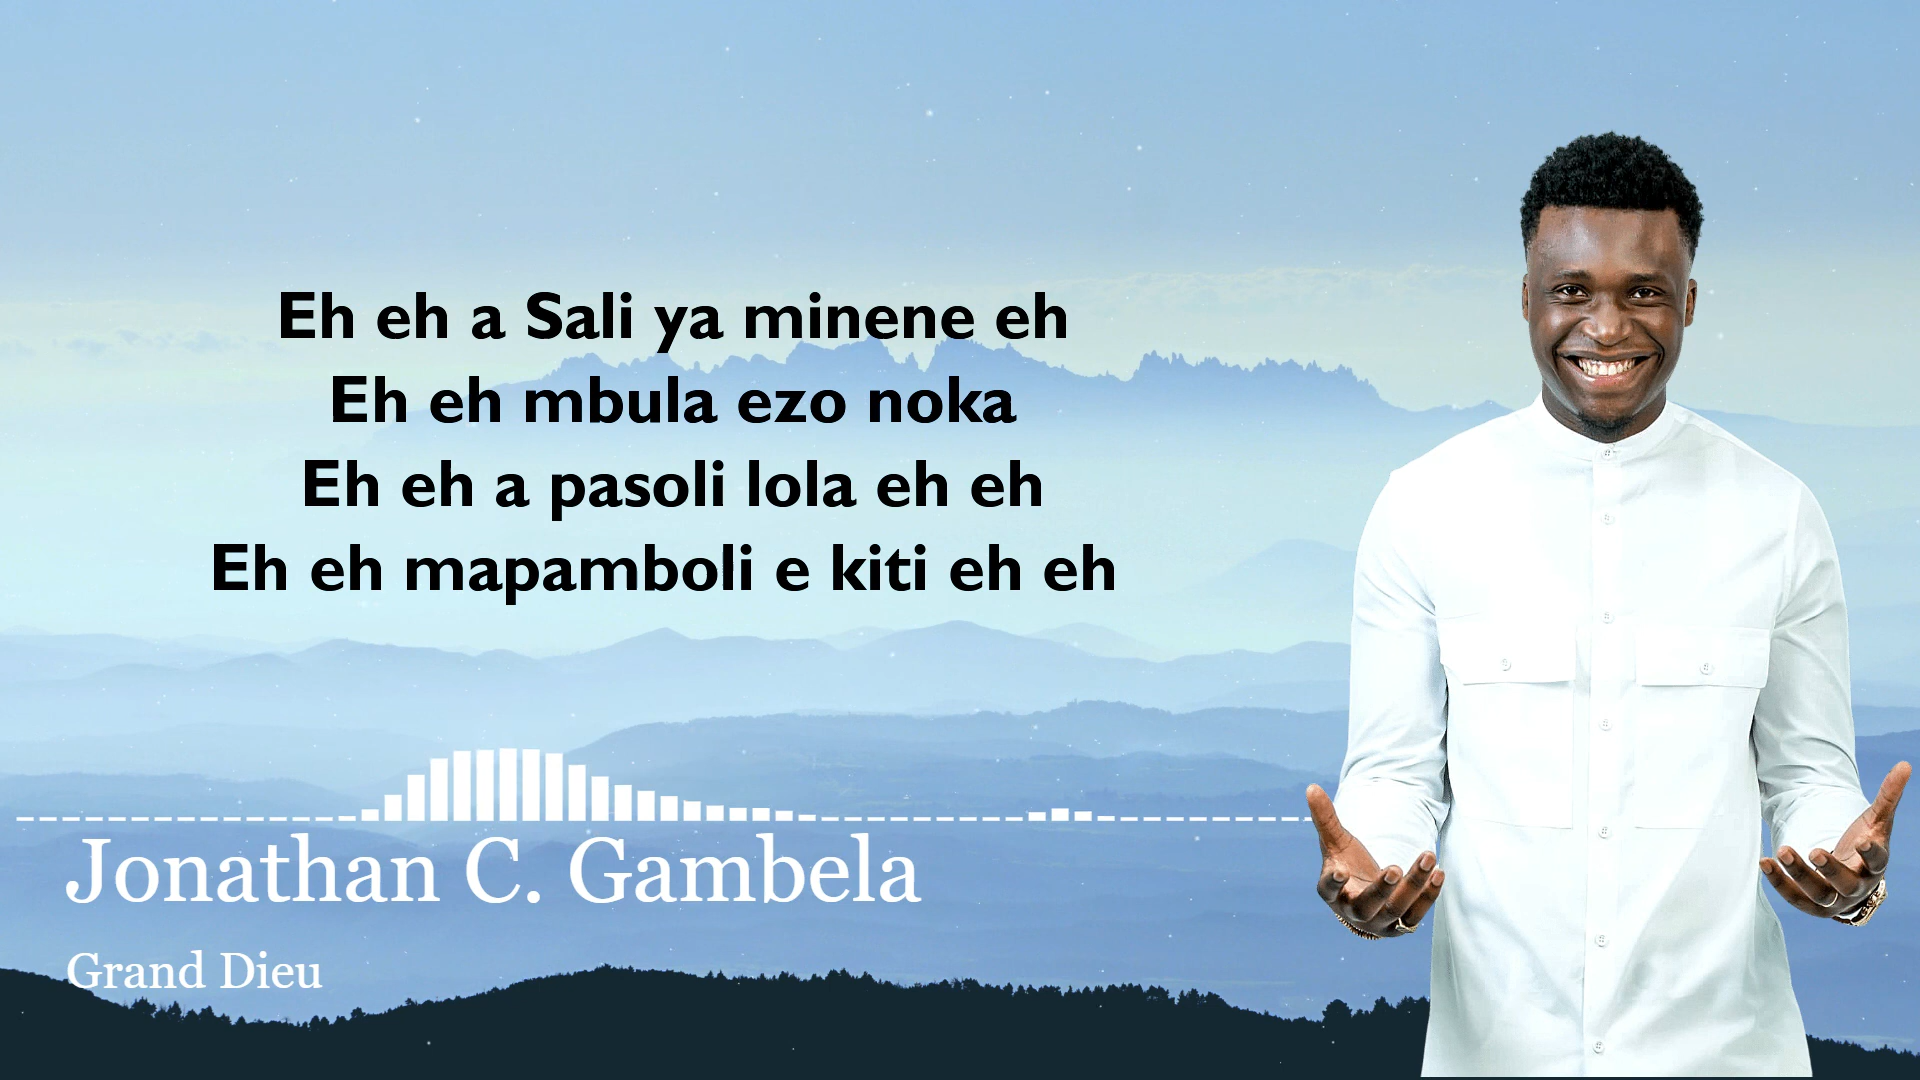 Eh eh a Sali ya minene eh
Eh eh mbula ezo noka
Eh eh a pasoli lola eh eh
Eh eh mapamboli e kiti eh eh
Jonathan C. Gambela
Grand Dieu